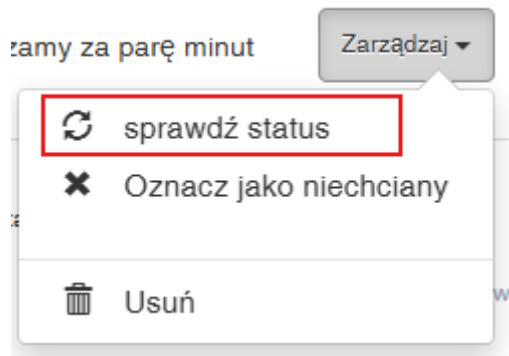 zamy za parę minut
Zarządzaj
sprawdź status
Oznacz jako niechciany
Usuń